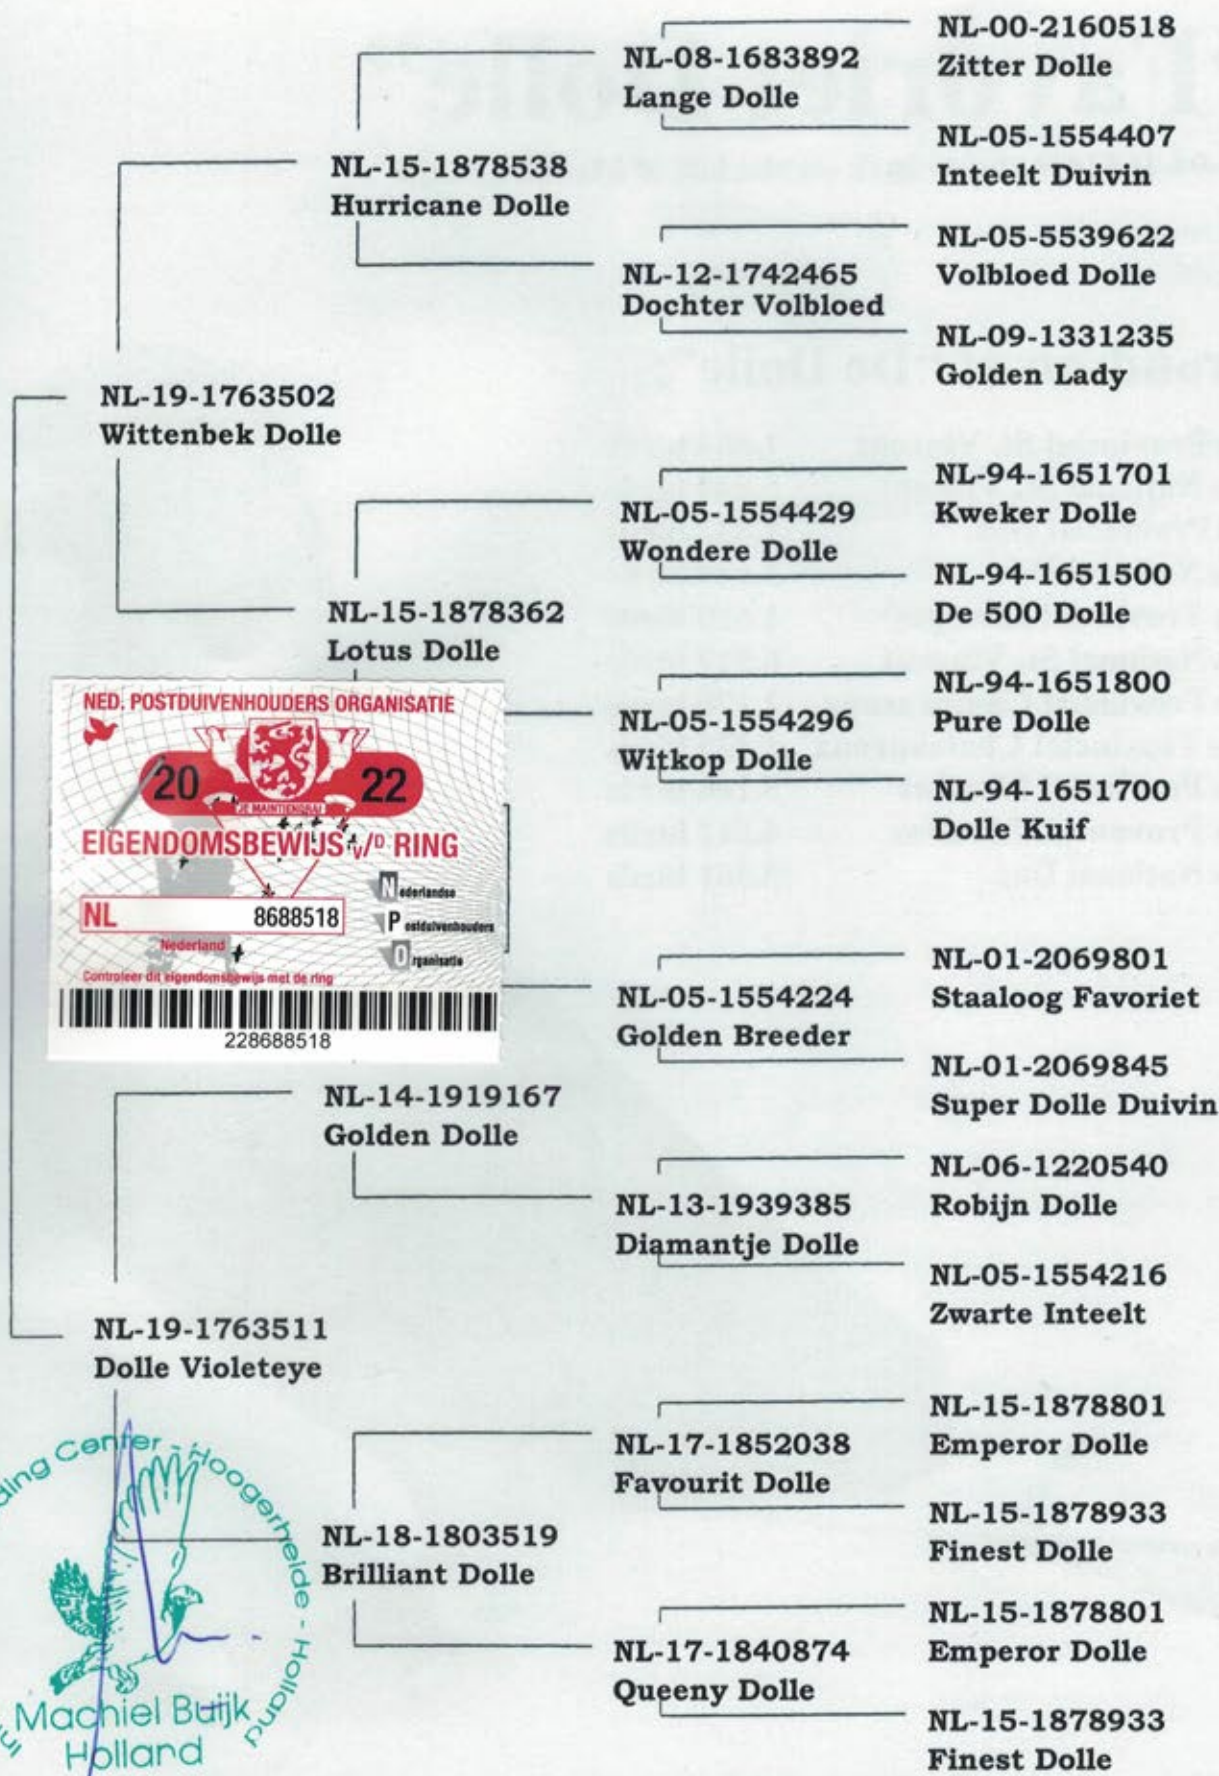 NL-00-2160518
Zitter Dolle
NL-08-1683892
Lange Dolle
NL-05-1554407
Inteelt Duivin
NL-15-1878538
Hurricane Dolle
NL-05-5539622
Volbloed Dolle
NL-12-1742465
Dochter Volbloed
NL-09-1331235
Golden Lady
NL-19-1763502
Wittenbek Dolle
NL-94-1651701
Kweker Dolle
NL-05-1554429
Wondere Dolle
NL-94-1651500
De 500 Dolle
NL-15-1878362
Lotus Dolle
NL-94-1651800
Pure Dolle
NL-05-1554296
Witkop Dolle
NL-94-1651700
Dolle Kuif
NED. POSTDUIVENHOUDERS ORGANISATIE
20 22
JE MAINTIENDRAI
EIGENDOMSBEWIJS v/d RING
NL 8688518
Nederland
Nederlandse
Postduivenhouders
Organisatie
Controleer dit eigendomsbewijs met de ring
228688518
NL-01-2069801
Staaloog Favoriet
NL-05-1554224
Golden Breeder
NL-01-2069845
Super Dolle Duivin
NL-14-1919167
Golden Dolle
NL-06-1220540
Robijn Dolle
NL-13-1939385
Diamantje Dolle
NL-05-1554216
Zwarte Inteelt
NL-19-1763511
Dolle Violeteye
NL-15-1878801
Emperor Dolle
NL-17-1852038
Favourit Dolle
NL-15-1878933
Finest Dolle
NL-18-1803519
Brilliant Dolle
NL-15-1878801
Emperor Dolle
NL-17-1840874
Queeny Dolle
NL-15-1878933
Finest Dolle
Center - Hoogerheide - Holland
Machiel Buijk
Holland